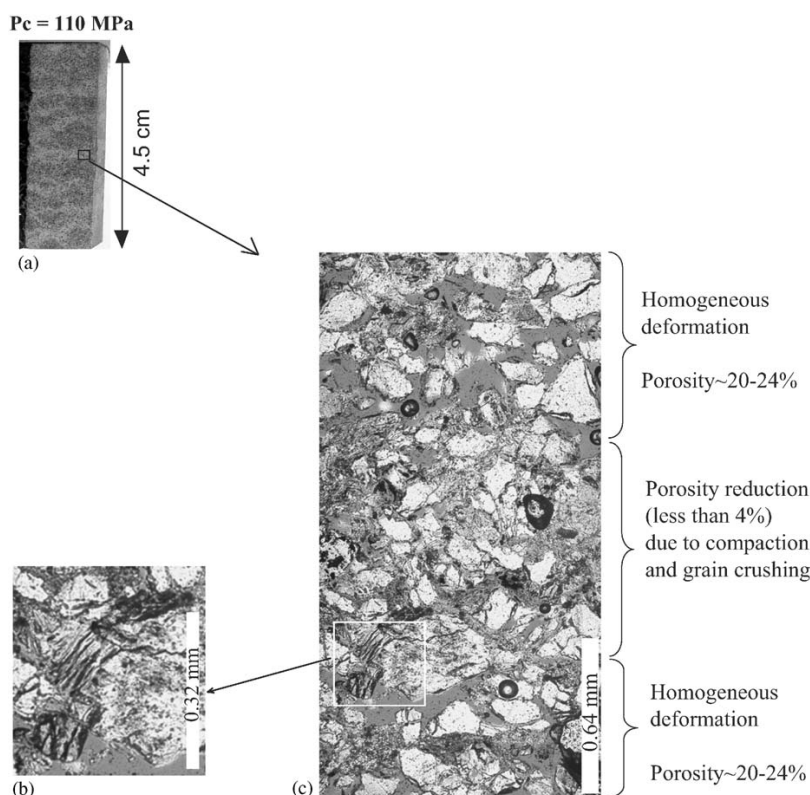 Pc = 110 MPa
4.5 cm
(a)
Homogeneous
deformation
Porosity~20-24%
Porosity reduction
(less than 4%)
due to compaction
and grain crushing
0.32 mm
(b)
0.64 mm
(c)
Homogeneous
deformation
Porosity~20-24%